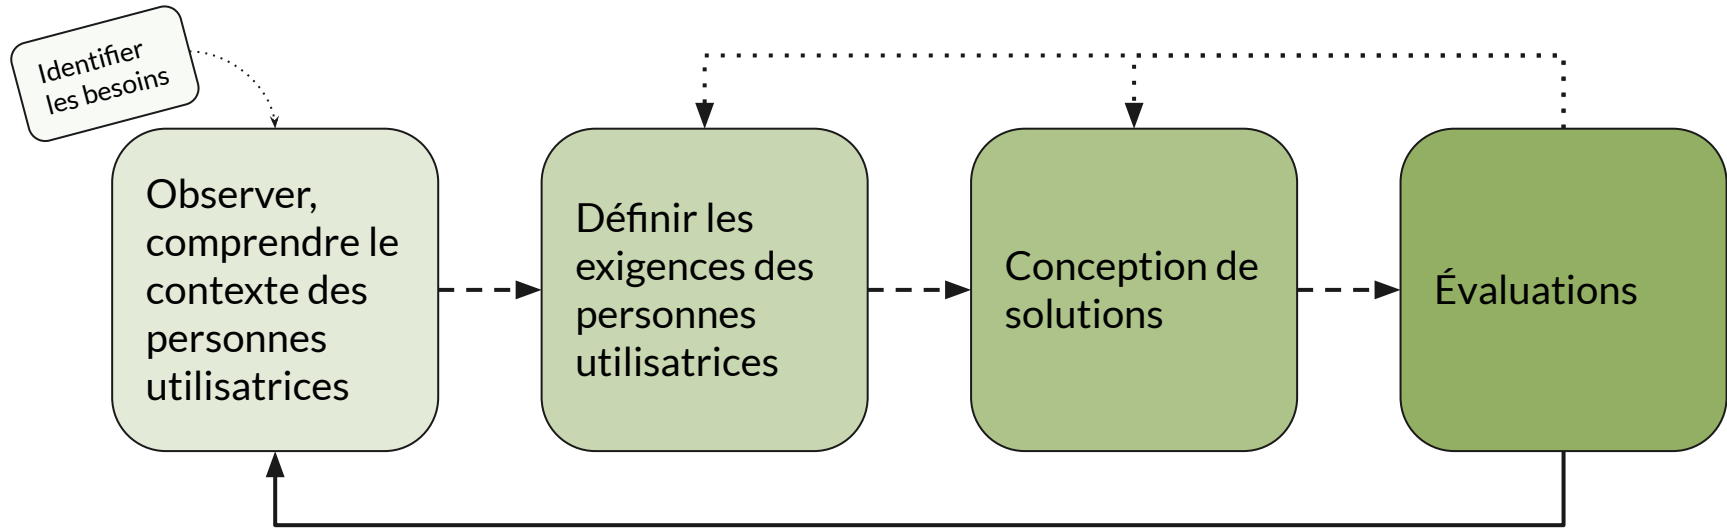 Identifier
les besoins
Observer,
comprendre le
contexte des
personnes
utilisatrices
Définir les
exigences des
personnes
utilisatrices
Conception de
solutions
Évaluations